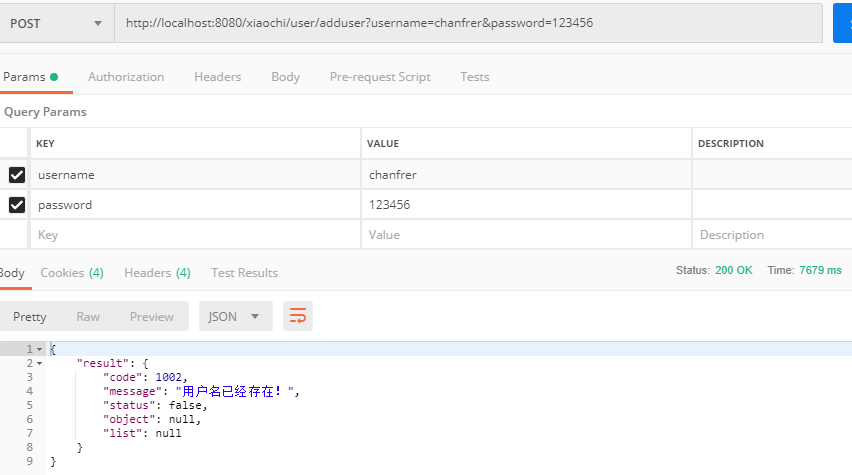 POST http://localhost:8080/xiaochi/user/adduser?username=chanfrer&password=123456
Params Authorization Headers Body Pre-request Script Tests
Query Params
KEY VALUE DESCRIPTION
username chanfrer
password 123456
Key Value Description
Body Cookies (4) Headers (4) Test Results Status: 200 OK Time: 7679 ms
Pretty Raw Preview JSON
1 {
2 "result": {
3 "code": 1002,
4 "message": "用户名已经存在！",
5 "status": false,
6 "object": null,
7 "list": null
8 }
9 }